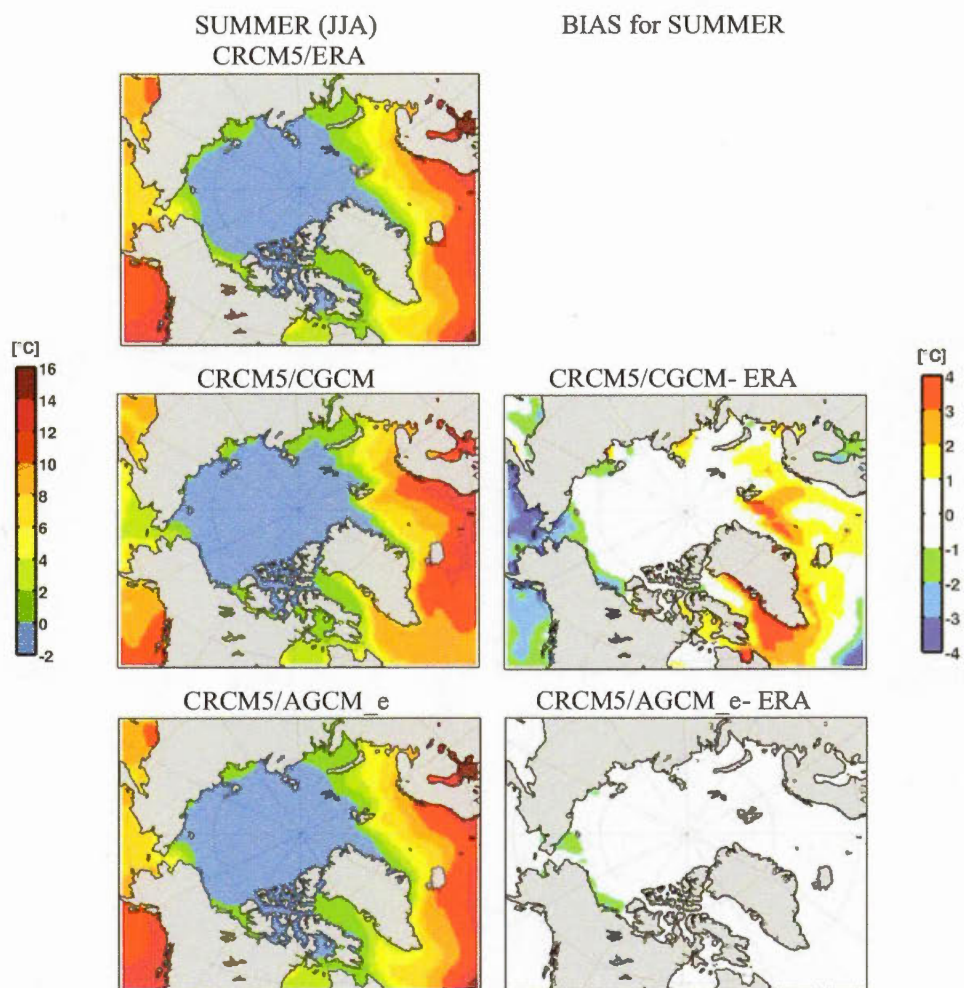 SUMMER (JJA)
BIAS for SUMMER
CRCM5/ERA
[°C]
16
14
12
10
8
6
4
2
0
-2
CRCM5/CGCM
CRCM5/CGCM- ERA
[°C]
4
3
2
1
0
-1
-2
-3
-4
CRCM5/AGCM_e
CRCM5/AGCM_e- ERA